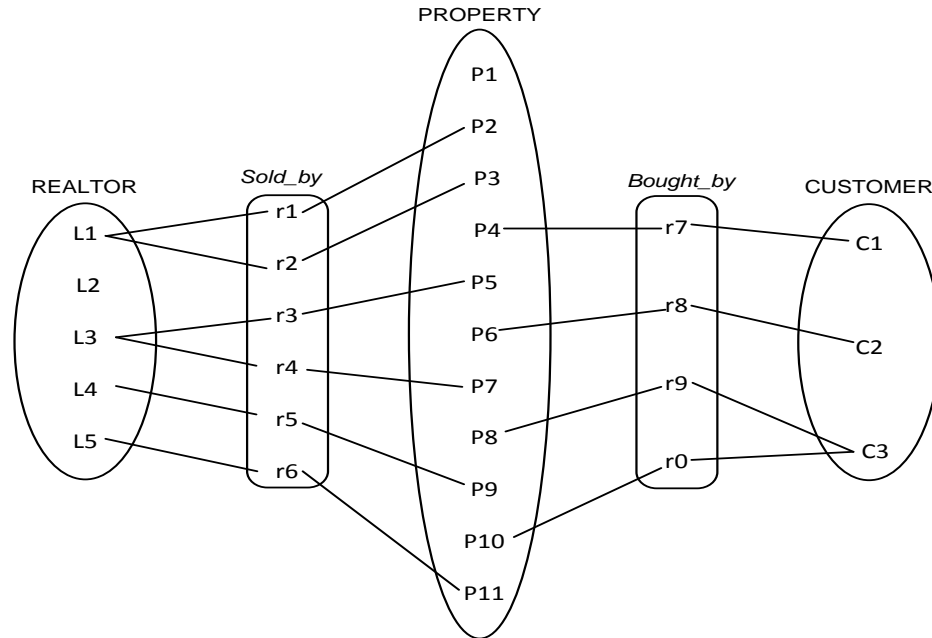 PROPERTY
REALTOR
Sold_by
Bought_by
CUSTOMER
L1
L2
L3
L4
L5
r1
r2
r3
r4
r5
r6
P1
P2
P3
P4
P5
P6
P7
P8
P9
P10
P11
r7
r8
r9
r0
C1
C2
C3